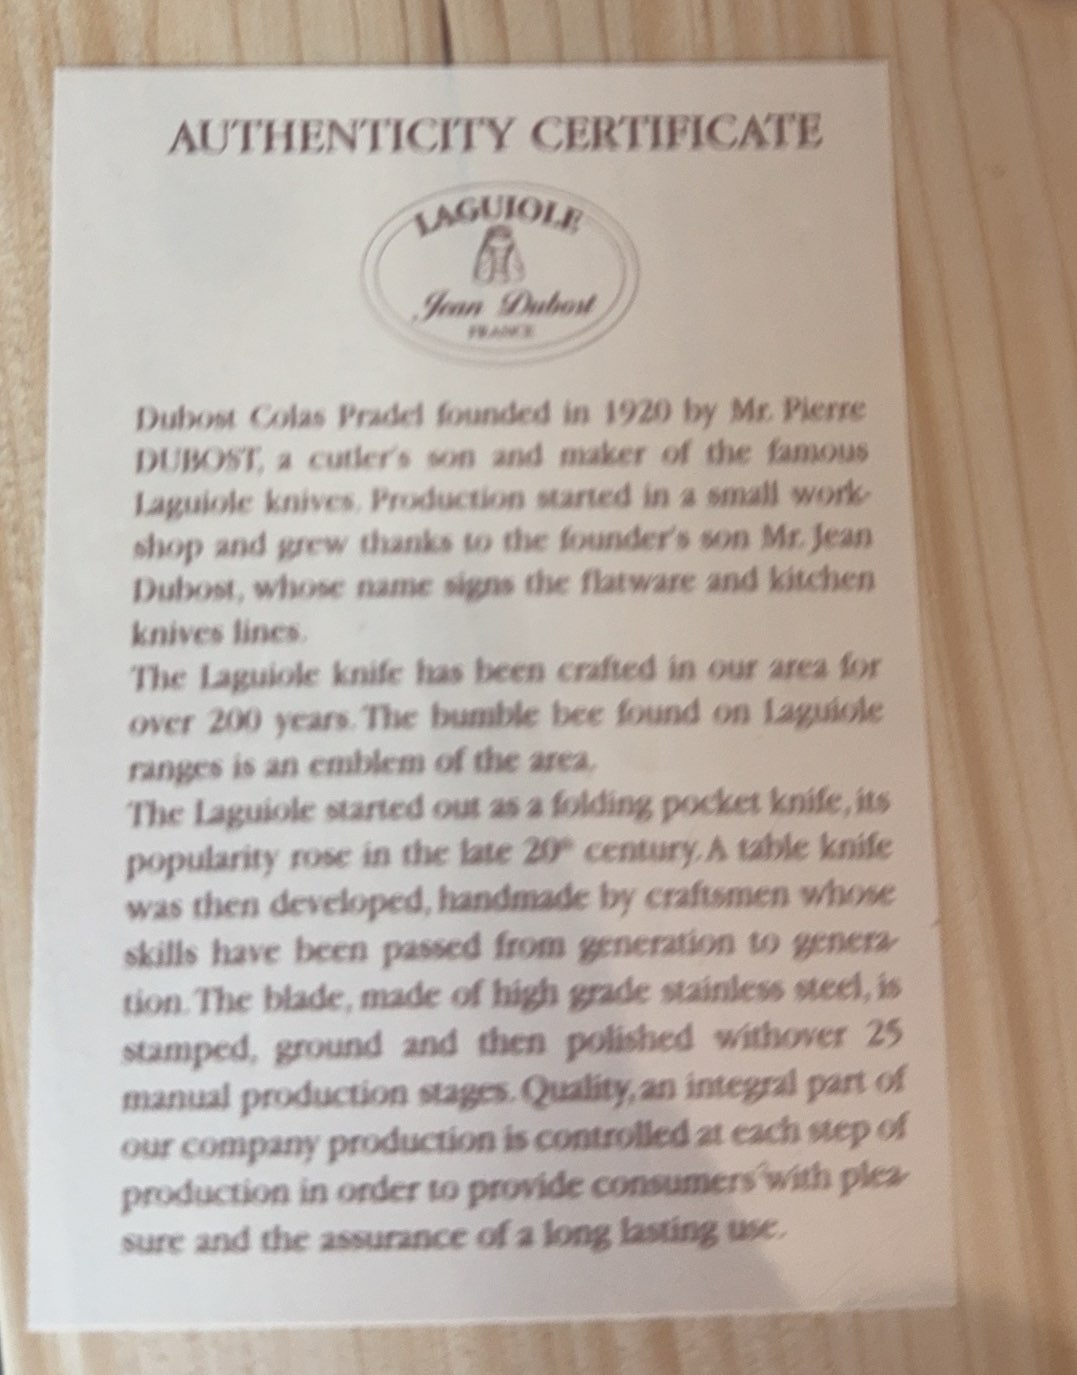 AUTHENTICITY CERTIFICATE
LAGUIOLE
Jean Dubost
FRANCE
Dubost Colas Pradel founded in 1920 by Mr. Pierre
DUBOST, a cutler's son and maker of the famous
Laguiole knives. Production started in a small work-
shop and grew thanks to the founder's son Mr. Jean
Dubost, whose name signs the flatware and kitchen
knives lines.
The Laguiole knife has been crafted in our area for
over 200 years. The bumble bee found on Laguiole
ranges is an emblem of the area.
The Laguiole started out as a folding pocket knife, its
popularity rose in the late 20th century. A table knife
was then developed, handmade by craftsmen whose
skills have been passed from generation to genera-
tion. The blade, made of high grade stainless steel, is
stamped, ground and then polished withover 25
manual production stages. Quality, an integral part of
our company production is controlled at each step of
production in order to provide consumers' with plea-
sure and the assurance of a long lasting use.